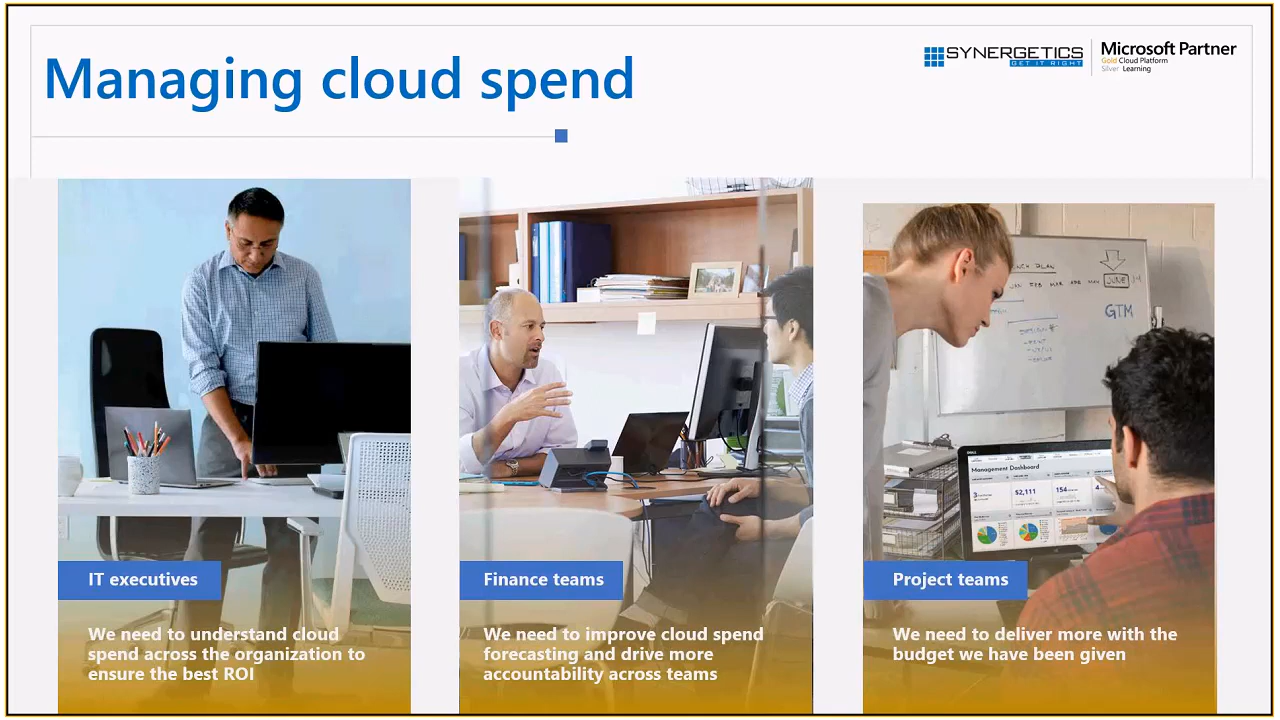 Managing cloud spend
SYNERGETICS
GET IT RIGHT
Microsoft Partner
Gold Cloud Platform
Silver Learning
JUNE
GTM
Management Dashboard
3
$2,111
154
IT executives
We need to understand cloud
spend across the organization to
ensure the best ROI
Finance teams
We need to improve cloud spend
forecasting and drive more
accountability across teams
Project teams
We need to deliver more with the
budget we have been given